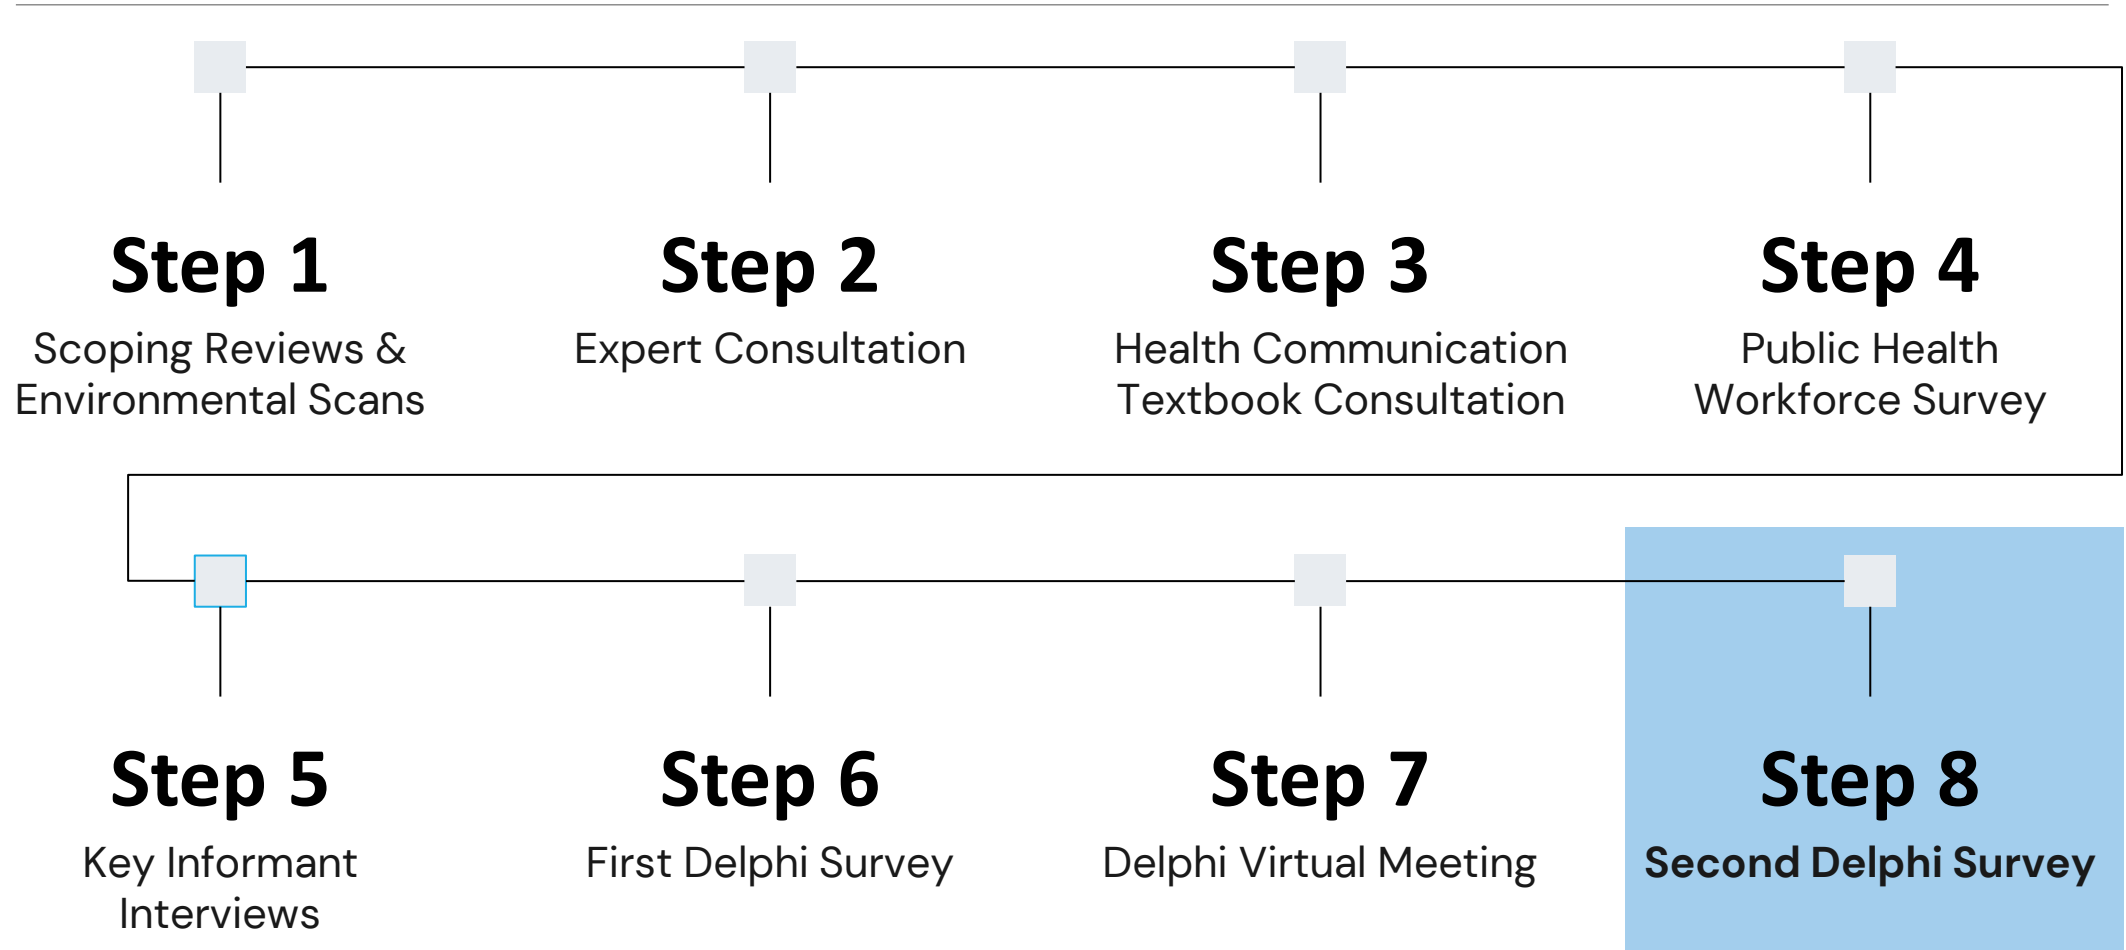 Step 1
Scoping Reviews &
Environmental Scans
Step 2
Expert Consultation
Step 3
Health Communication
Textbook Consultation
Step 4
Public Health
Workforce Survey
Step 5
Key Informant
Interviews
Step 6
First Delphi Survey
Step 7
Delphi Virtual Meeting
Step 8
Second Delphi Survey